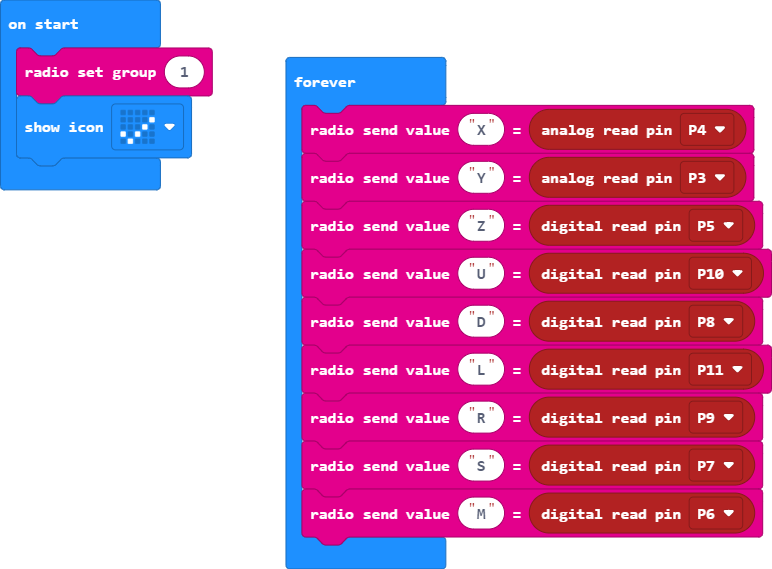 on start
radio set group 1
show icon
forever
radio send value "X" = analog read pin P4
radio send value "Y" = analog read pin P3
radio send value "Z" = digital read pin P5
radio send value "U" = digital read pin P10
radio send value "D" = digital read pin P8
radio send value "L" = digital read pin P11
radio send value "R" = digital read pin P9
radio send value "S" = digital read pin P7
radio send value "M" = digital read pin P6